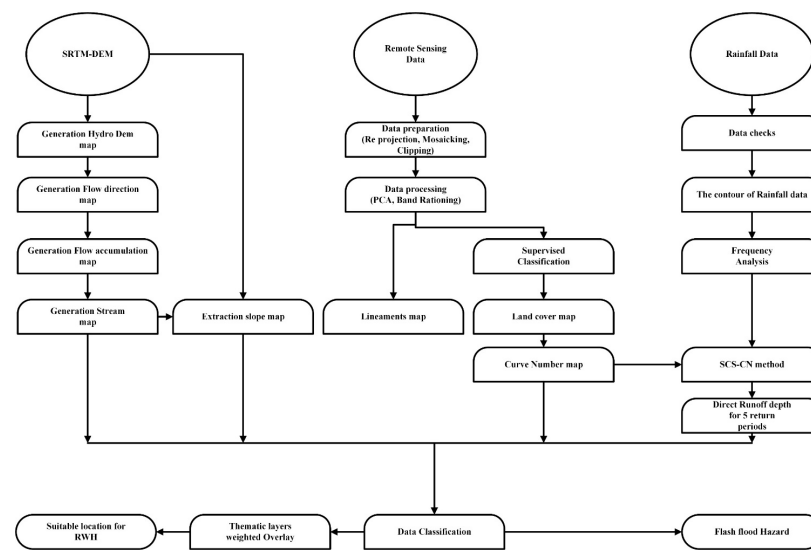 SRTM-DEM
Remote Sensing
Data
Rainfall Data
Generation Hydro Dem
map
Data preparation
(Re projection, Mosaicking,
Clipping)
Data checks
Generation Flow direction
map
Data processing
(PCA, Band Rationing)
The contour of Rainfall data
Generation Flow accumulation
map
Supervised
Classification
Frequency
Analysis
Generation Stream
map
Extraction slope map
Lineaments map
Land cover map
Curve Number map
SCS-CN method
Direct Runoff depth
for 5 return
periods
Suitable location for
RWH
Thematic layers
weighted Overlay
Data Classification
Flash flood Hazard